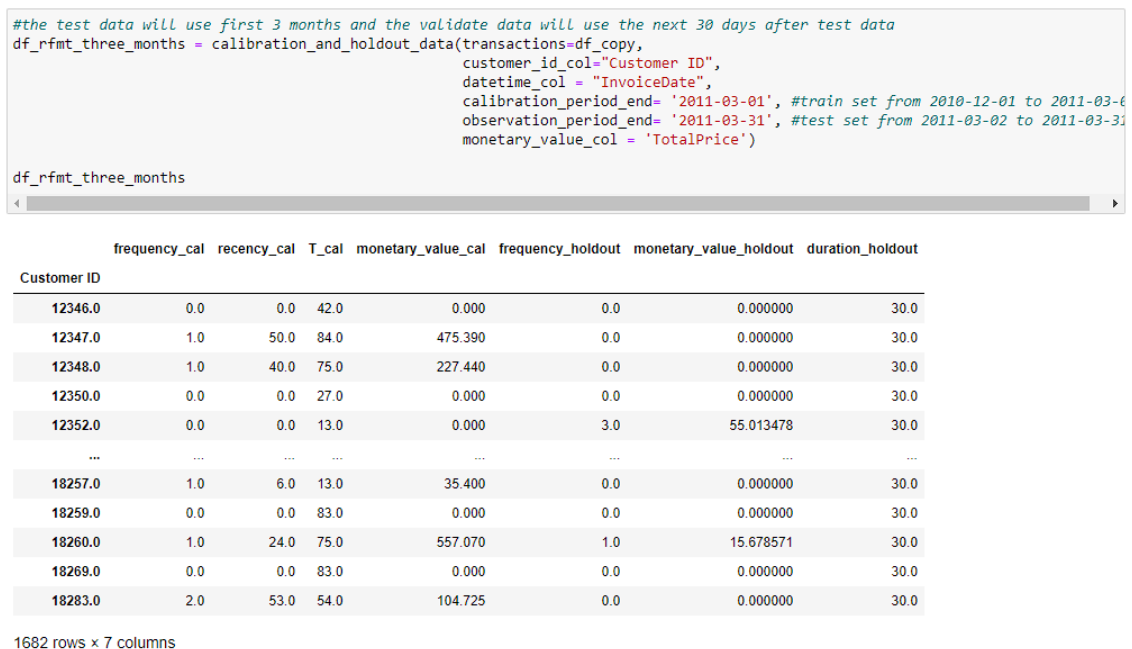 #the test data will use first 3 months and the validate data will use the next 30 days after test data
df_rfmt_three_months = calibration_and_holdout_data(transactions=df_copy,
customer_id_col="Customer ID",
datetime_col = "InvoiceDate",
calibration_period_end= '2011-03-01', #train set from 2010-12-01 to 2011-03-0
observation_period_end= '2011-03-31', #test set from 2011-03-02 to 2011-03-31
monetary_value_col = 'TotalPrice')
df_rfmt_three_months
frequency_cal recency_cal T_cal monetary_value_cal frequency_holdout monetary_value_holdout duration_holdout
Customer ID
12346.0 0.0 0.0 42.0 0.000 0.0 0.000000 30.0
12347.0 1.0 50.0 84.0 475.390 0.0 0.000000 30.0
12348.0 1.0 40.0 75.0 227.440 0.0 0.000000 30.0
12350.0 0.0 0.0 27.0 0.000 0.0 0.000000 30.0
12352.0 0.0 0.0 13.0 0.000 3.0 55.013478 30.0
... ... ... ... ... ... ... ...
18257.0 1.0 6.0 13.0 35.400 0.0 0.000000 30.0
18259.0 0.0 0.0 83.0 0.000 0.0 0.000000 30.0
18260.0 1.0 24.0 75.0 557.070 1.0 15.678571 30.0
18269.0 0.0 0.0 83.0 0.000 0.0 0.000000 30.0
18283.0 2.0 53.0 54.0 104.725 0.0 0.000000 30.0
1682 rows × 7 columns